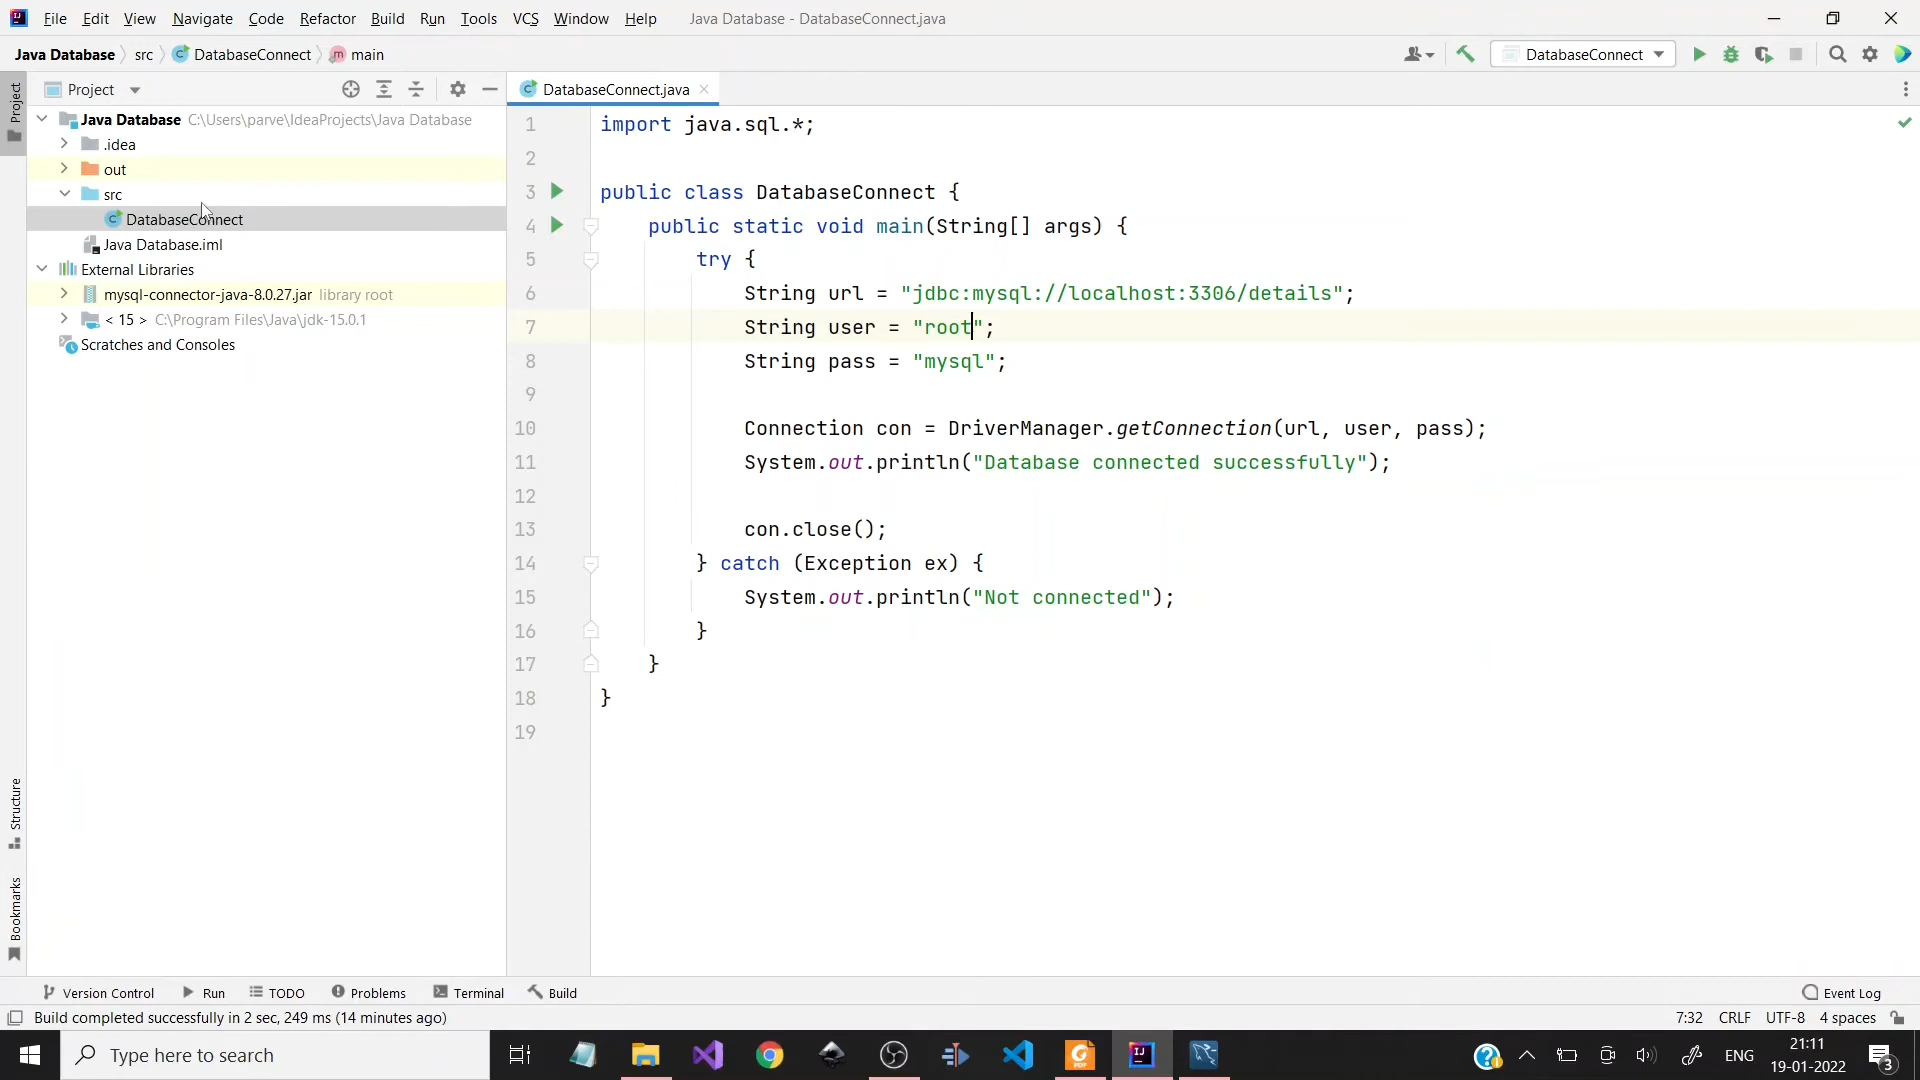 File Edit View Navigate Code Refactor Build Run Tools VCS Window Help Java Database - DatabaseConnect.java
Java Database src DatabaseConnect main DatabaseConnect
Project
Project
DatabaseConnect.java
Java Database C:\Users\parve\IdeaProjects\Java Database
.idea
out
src
DatabaseConnect
Java Database.iml
External Libraries
mysql-connector-java-8.0.27.jar library root
< 15 > C:\Program Files\Java\jdk-15.0.1
Scratches and Consoles
1 import java.sql.*;
2
3 public class DatabaseConnect {
4 public static void main(String[] args) {
5 try {
6 String url = "jdbc:mysql://localhost:3306/details";
7 String user = "root";
8 String pass = "mysql";
9
10 Connection con = DriverManager.getConnection(url, user, pass);
11 System.out.println("Database connected successfully");
12
13 con.close();
14 } catch (Exception ex) {
15 System.out.println("Not connected");
16 }
17 }
18 }
19
Structure
Bookmarks
Version Control Run TODO Problems Terminal Build Event Log
Build completed successfully in 2 sec, 249 ms (14 minutes ago) 7:32 CRLF UTF-8 4 spaces
Type here to search
ENG
21:11
19-01-2022
3